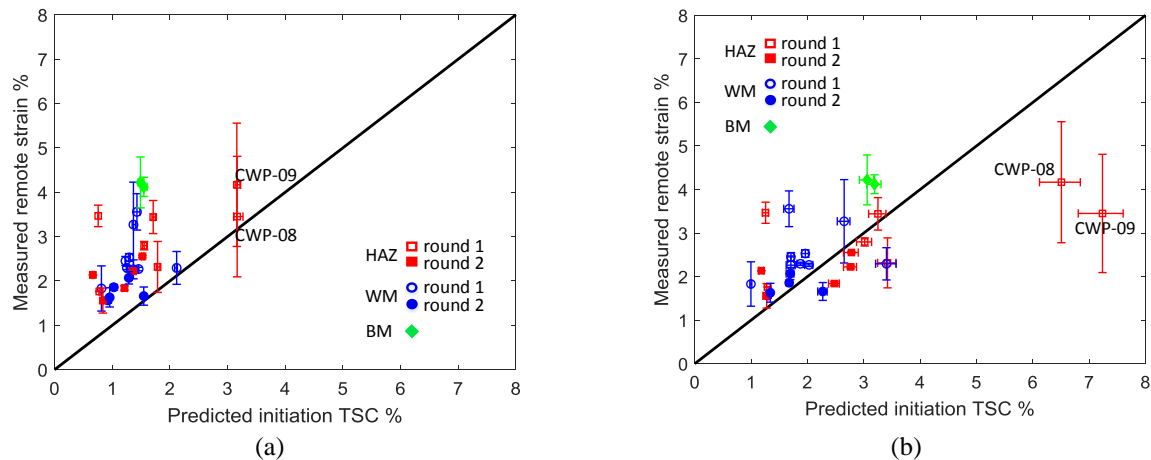 8
7
6
5
4
3
2
1
0
Measured remote strain %
CWP-09
CWP-08
HAZ
round 1
round 2
WM
round 1
round 2
BM
0 1 2 3 4 5 6 7 8
Predicted initiation TSC %
(a)
8
7
6
5
4
3
2
1
0
Measured remote strain %
HAZ
round 1
round 2
WM
round 1
round 2
BM
CWP-08
CWP-09
0 1 2 3 4 5 6 7 8
Predicted initiation TSC %
(b)